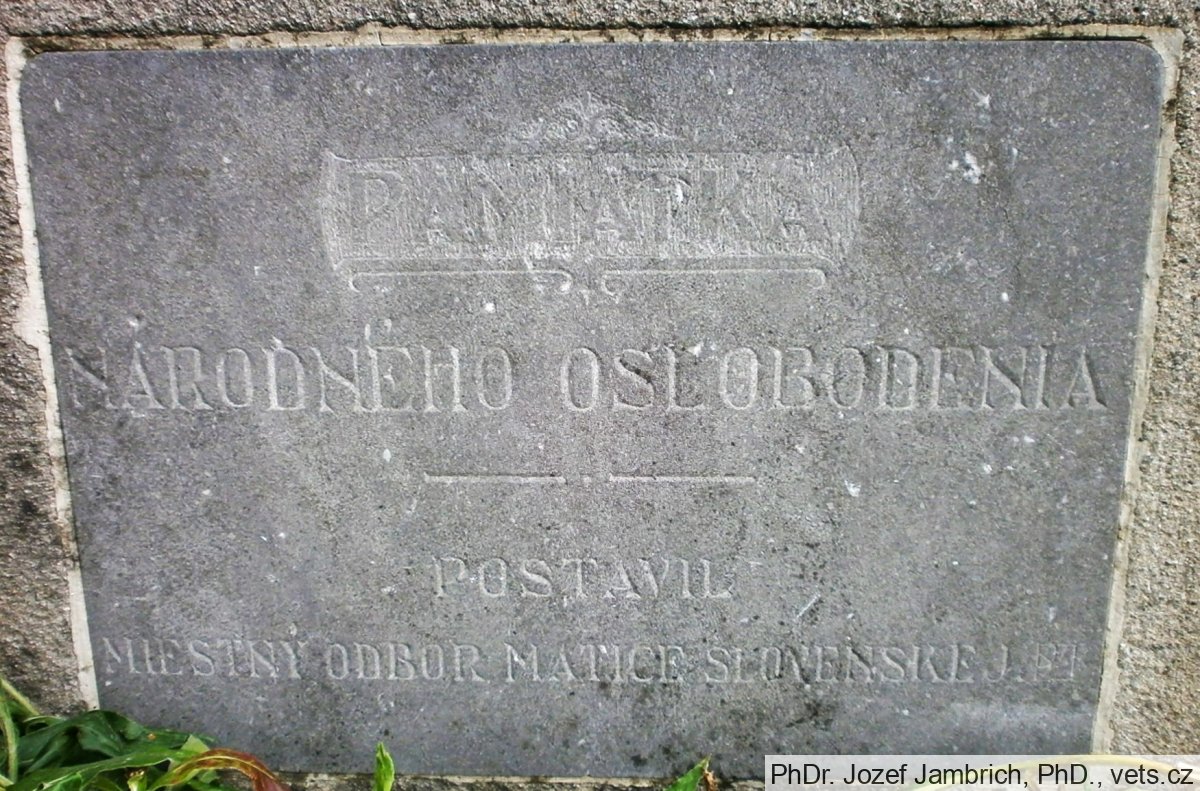 PAMIATKA
NÁRODNÉHO OSLOBODENIA
POSTAVIL
MIESTNY ODBOR MATICE SLOVENSKEJ.
PhDr. Jozef Jambrich, PhD., vets.cz